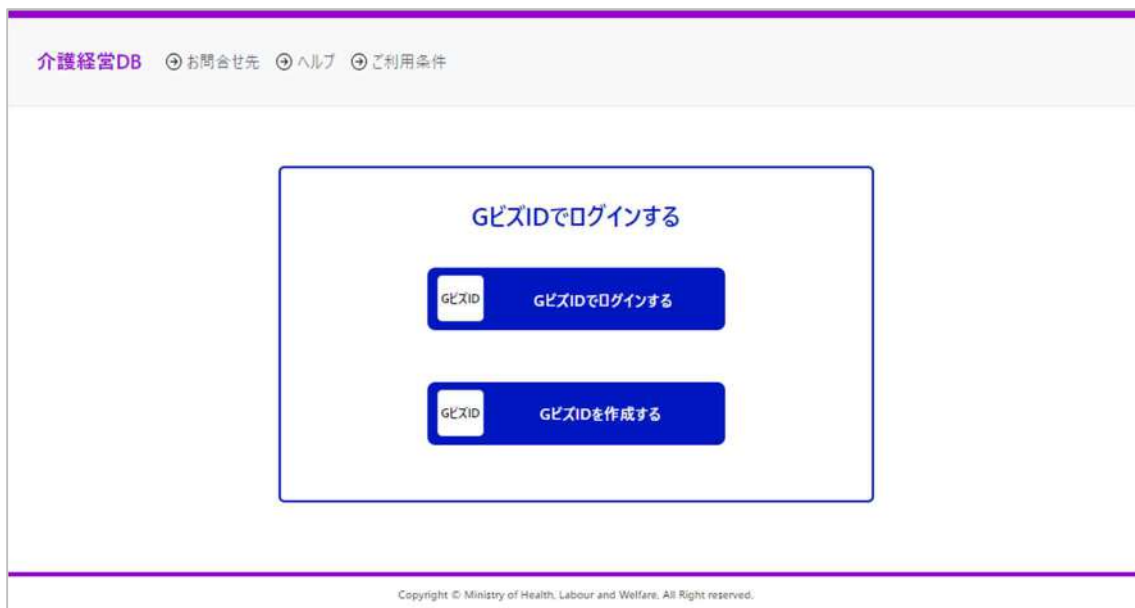 介護経営DB お問合せ先 ヘルプ ご利用条件
GビズIDでログインする
GビズID GビズIDでログインする
GビズID GビズIDを作成する
Copyright © Ministry of Health, Labour and Welfare, All Right reserved.